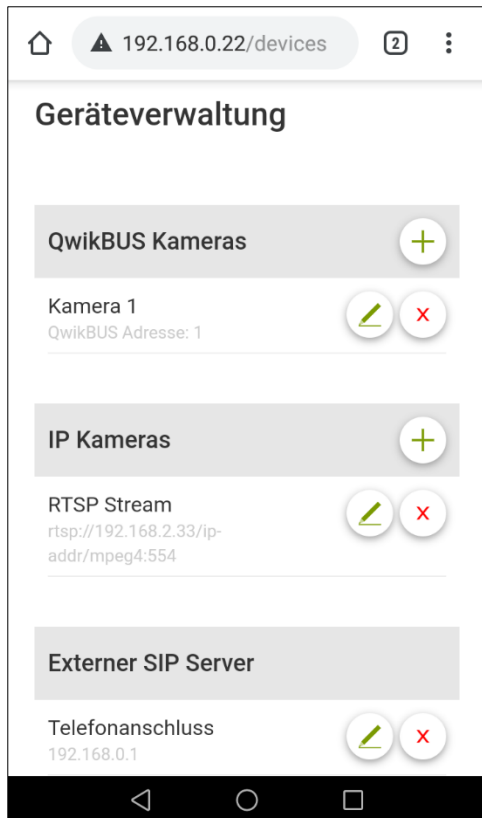 192.168.0.22/devices
2
Geräteverwaltung
QwikBUS Kameras
Kamera 1
QwikBUS Adresse: 1
IP Kameras
RTSP Stream
rtsp://192.168.2.33/ip-
addr/mpeg4:554
Externer SIP Server
Telefonanschluss
192.168.0.1